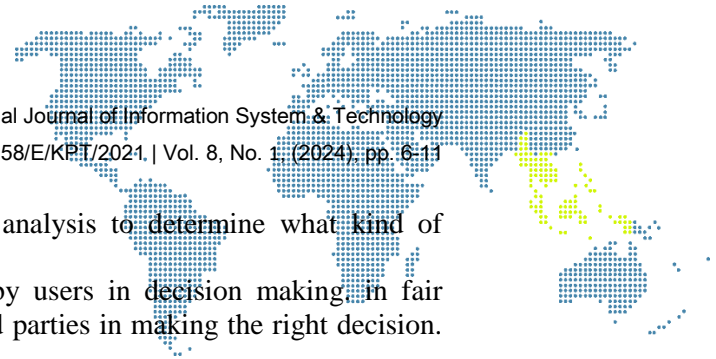 al Journal of Information System & Technology
58/E/KPT/2021 | Vol. 8, No. 1, (2024), pp. 6-11
analysis to determine what kind of
by users in decision making. in fair
d parties in making the right decision.